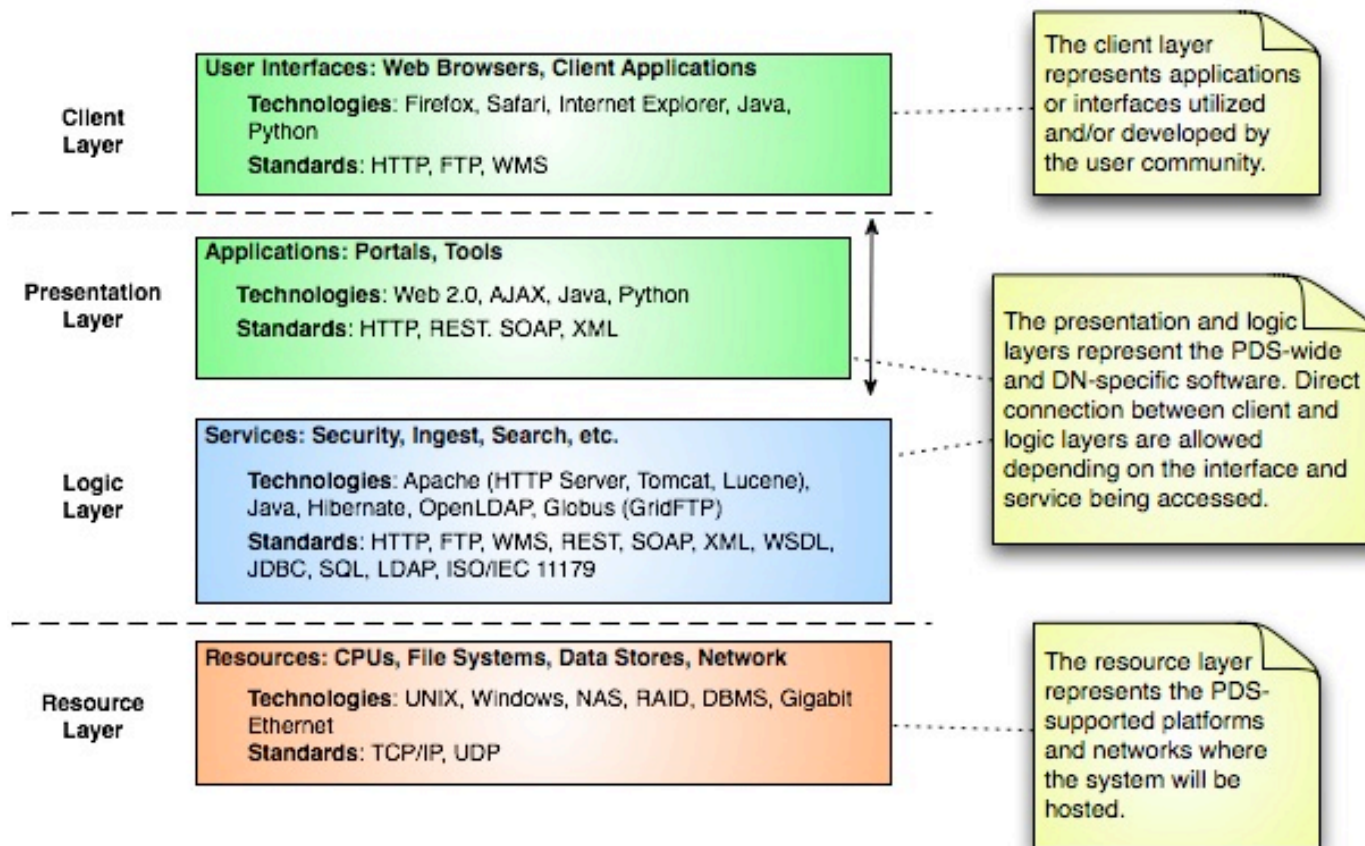 Client
Layer
User Interfaces: Web Browsers, Client Applications
Technologies: Firefox, Safari, Internet Explorer, Java,
Python
Standards: HTTP, FTP, WMS
The client layer
represents applications
or interfaces utilized
and/or developed by
the user community.
Presentation
Layer
Applications: Portals, Tools
Technologies: Web 2.0, AJAX, Java, Python
Standards: HTTP, REST. SOAP, XML
The presentation and logic
layers represent the PDS-wide
and DN-specific software. Direct
connection between client and
logic layers are allowed
depending on the interface and
service being accessed.
Logic
Layer
Services: Security, Ingest, Search, etc.
Technologies: Apache (HTTP Server, Tomcat, Lucene),
Java, Hibernate, OpenLDAP, Globus (GridFTP)
Standards: HTTP, FTP, WMS, REST, SOAP, XML, WSDL,
JDBC, SQL, LDAP, ISO/IEC 11179
Resource
Layer
Resources: CPUs, File Systems, Data Stores, Network
Technologies: UNIX, Windows, NAS, RAID, DBMS, Gigabit
Ethernet
Standards: TCP/IP, UDP
The resource layer
represents the PDS-
supported platforms
and networks where
the system will be
hosted.